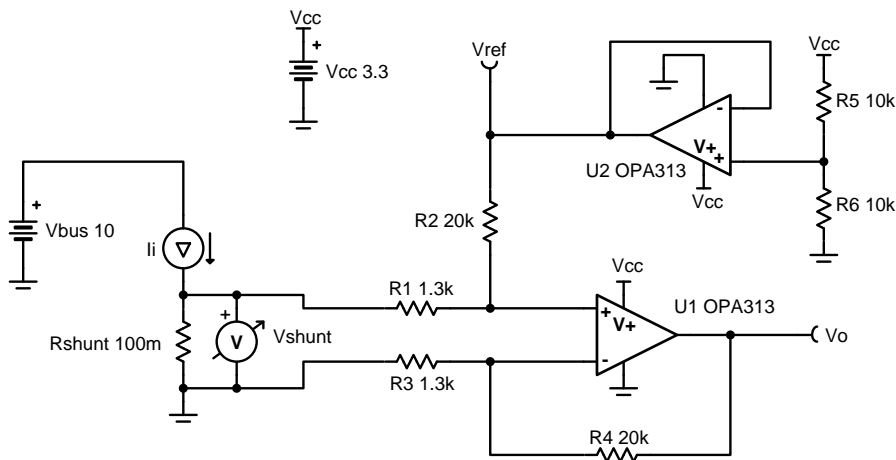 Vcc
+
Vcc 3.3
Vref
Vcc
-
R5 10k
V+
+
U2 OPA313
Vcc
R6 10k
+
Vbus 10
R2 20k
Ii
R1 1.3k
Vcc
U1 OPA313
+
V+
-
Vo
Rshunt 100m
+
V
Vshunt
R3 1.3k
R4 20k